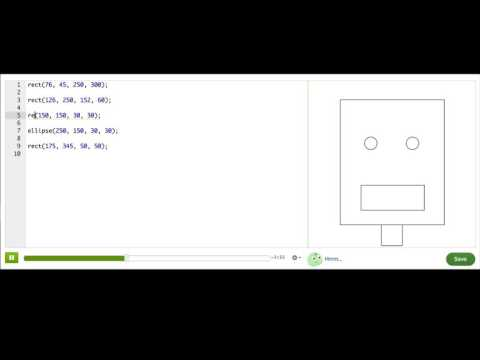 1 rect(76, 45, 250, 300);
2
3 rect(126, 250, 152, 60);
4
5 re(150, 150, 30, 30);
6
7 ellipse(250, 150, 30, 30);
8
9 rect(175, 345, 50, 50);
10
Hmm...
Save